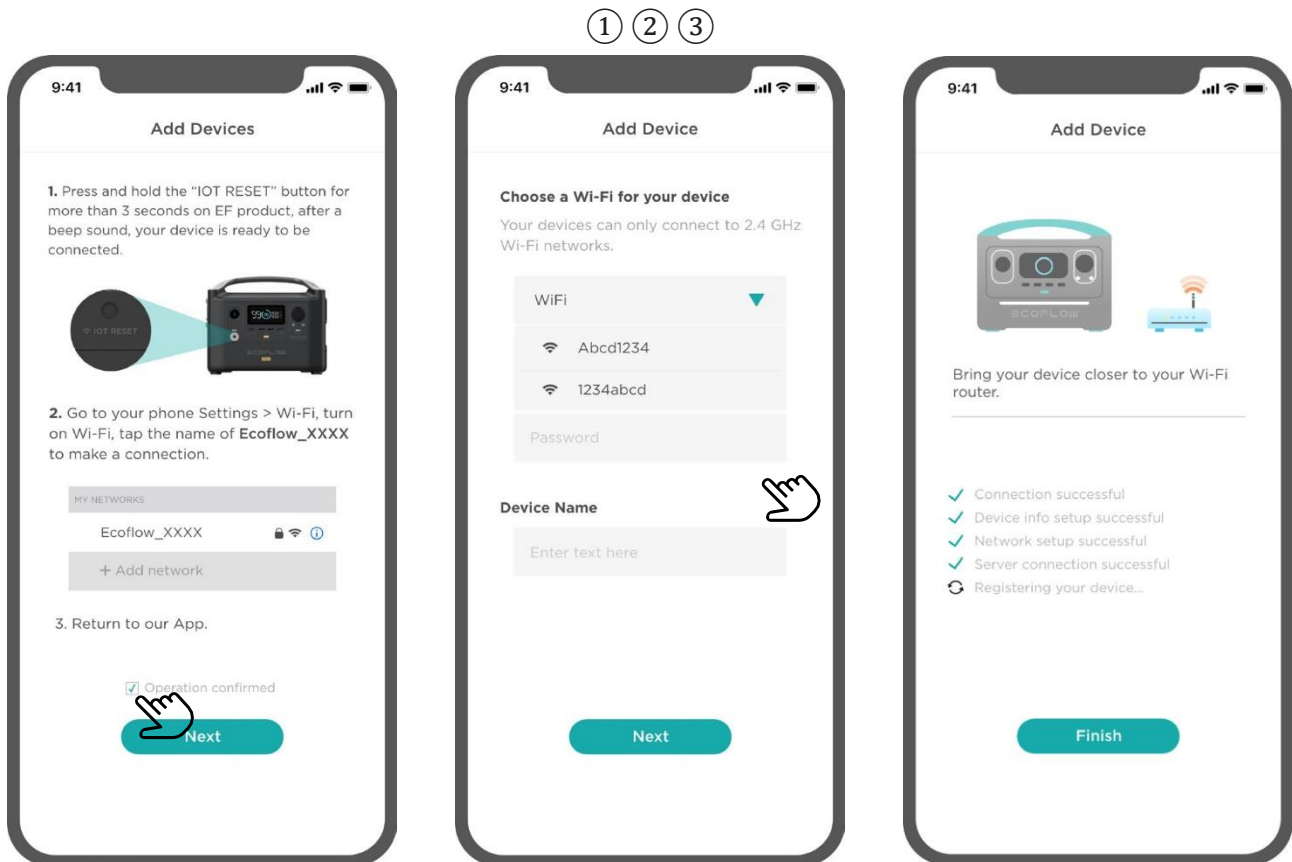 ① ② ③
9:41
Add Devices
1. Press and hold the “IOT RESET” button for
more than 3 seconds on EF product, after a
beep sound, your device is ready to be
connected.
IOT RESET
ECOFLOW
2. Go to your phone Settings > Wi-Fi, turn
on Wi-Fi, tap the name of Ecoflow_XXXX
to make a connection.
MY NETWORKS
Ecoflow_XXXX
+ Add network
3. Return to our App.
Operation confirmed
Next
9:41
Add Device
Choose a Wi-Fi for your device
Your devices can only connect to 2.4 GHz
Wi-Fi networks.
WiFi
Abcd1234
1234abcd
Password
Device Name
Enter text here
Next
9:41
Add Device
ECOFLOW
Bring your device closer to your Wi-Fi
router.
Connection successful
Device info setup successful
Network setup successful
Server connection successful
Registering your device...
Finish